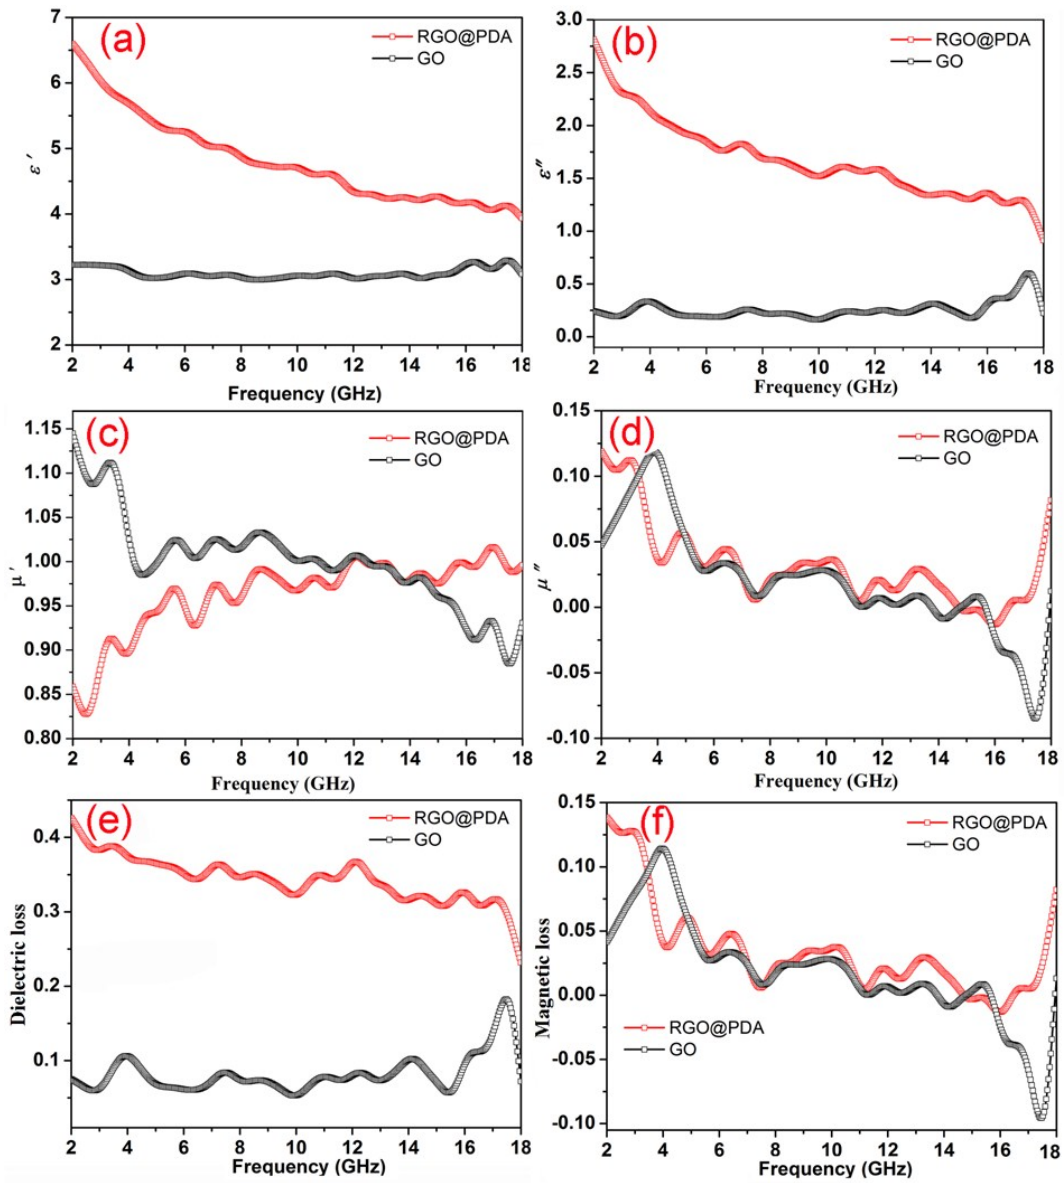 (a)
RGO@PDA
GO
7
6
5
4
3
2
ε′
2 4 6 8 10 12 14 16 18
Frequency (GHz)
(b)
RGO@PDA
GO
3.0
2.5
2.0
1.5
1.0
0.5
0.0
ε″
2 4 6 8 10 12 14 16 18
Frequency (GHz)
(c)
RGO@PDA
GO
1.15
1.10
1.05
1.00
0.95
0.90
0.85
0.80
μ′
2 4 6 8 10 12 14 16 18
Frequency (GHz)
(d)
RGO@PDA
GO
0.15
0.10
0.05
0.00
-0.05
-0.10
μ″
2 4 6 8 10 12 14 16 18
Frequency (GHz)
(e)
RGO@PDA
GO
0.4
0.3
0.2
0.1
Dielectric loss
2 4 6 8 10 12 14 16 18
Frequency (GHz)
(f)
RGO@PDA
GO
0.15
0.10
0.05
0.00
-0.05
-0.10
Magnetic loss
RGO@PDA
GO
2 4 6 8 10 12 14 16 18
Frequency (GHz)